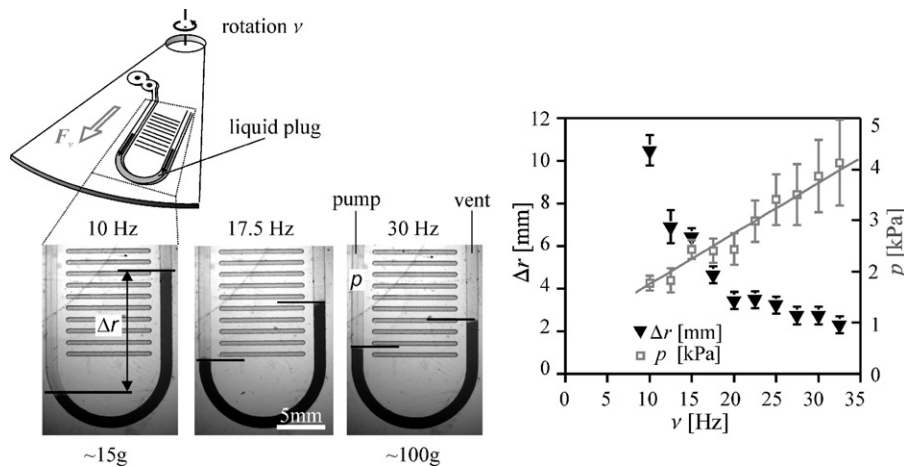 rotation ν
F_ν
liquid plug
pump
vent
10 Hz
17.5 Hz
30 Hz
p
Δr
5mm
~15g
~100g
12
10
8
6
4
2
0
Δr [mm]
5
4
3
2
1
0
p [kPa]
Δr [mm]
p [kPa]
0 5 10 15 20 25 30 35
ν [Hz]